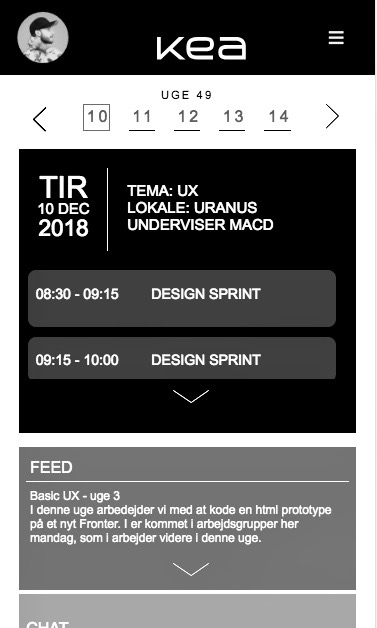 kea
UGE 49
10 11 12 13 14
TIR
10 DEC
2018
TEMA: UX
LOKALE: URANUS
UNDERVISER MACD
08:30 - 09:15 DESIGN SPRINT
09:15 - 10:00 DESIGN SPRINT
FEED
Basic UX - uge 3
I denne uge arbedejder vi med at kode en html prototype
på et nyt Fronter. I er kommet i arbejdsgrupper her
mandag, som i arbejder videre i denne uge.
CHAT